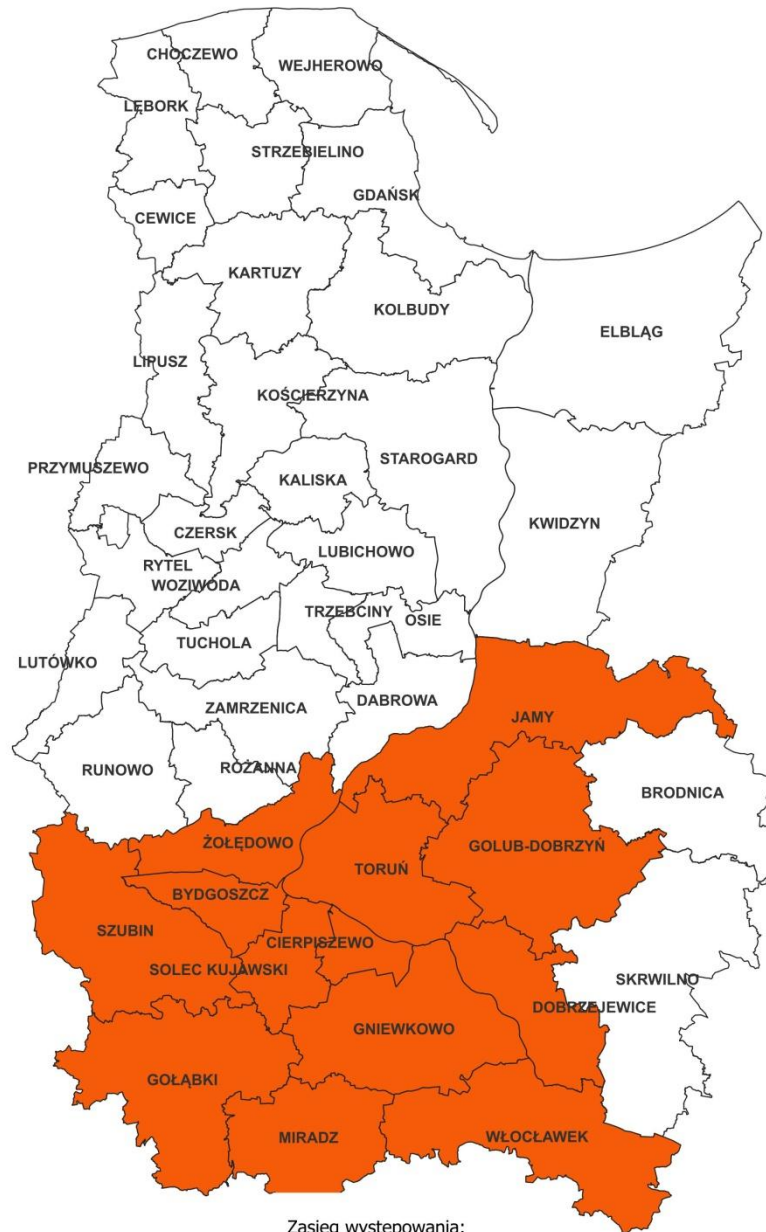 CHOCZEWO
WEJHEROWO
LĘBORK
STRZEBIELINO
GDAŃSK
CEWICE
KARTUZY
KOLBUDY
ELBLĄG
LIPUSZ
KOŚCIERZYNA
STAROGARD
PRZYMUSZEWO
KALISKA
KWIDZYN
CZERSK
LUBICHOWO
RYTEL
WOZIWODA
TRZEBCINY
OSIE
TUCHOLA
LUTÓWKO
ZAMRZENICA
DABROWA
JAMY
RUNOWO
RÓŻANNA
BRODNICA
ŻOŁĘDOWO
TORUŃ
GOLUB-DOBRZYŃ
BYDGOSZCZ
SZUBIN
CIERPISZEWO
SOLEC KUJAWSKI
SKRWILNO
DOBRZEJEWICE
GNIEWKOWO
GOŁĄBKI
MIRADZ
WŁOCŁAWEK
Zasięg występowania: